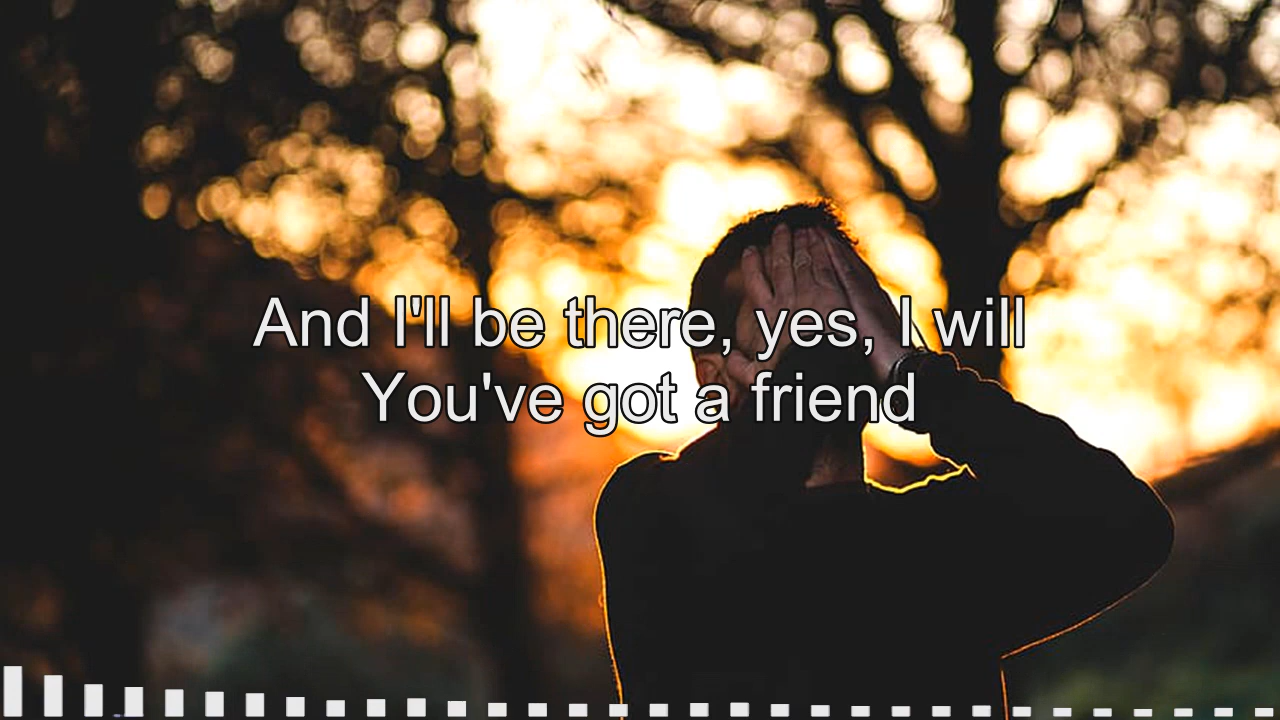 And I'll be there, yes, I will
You've got a friend